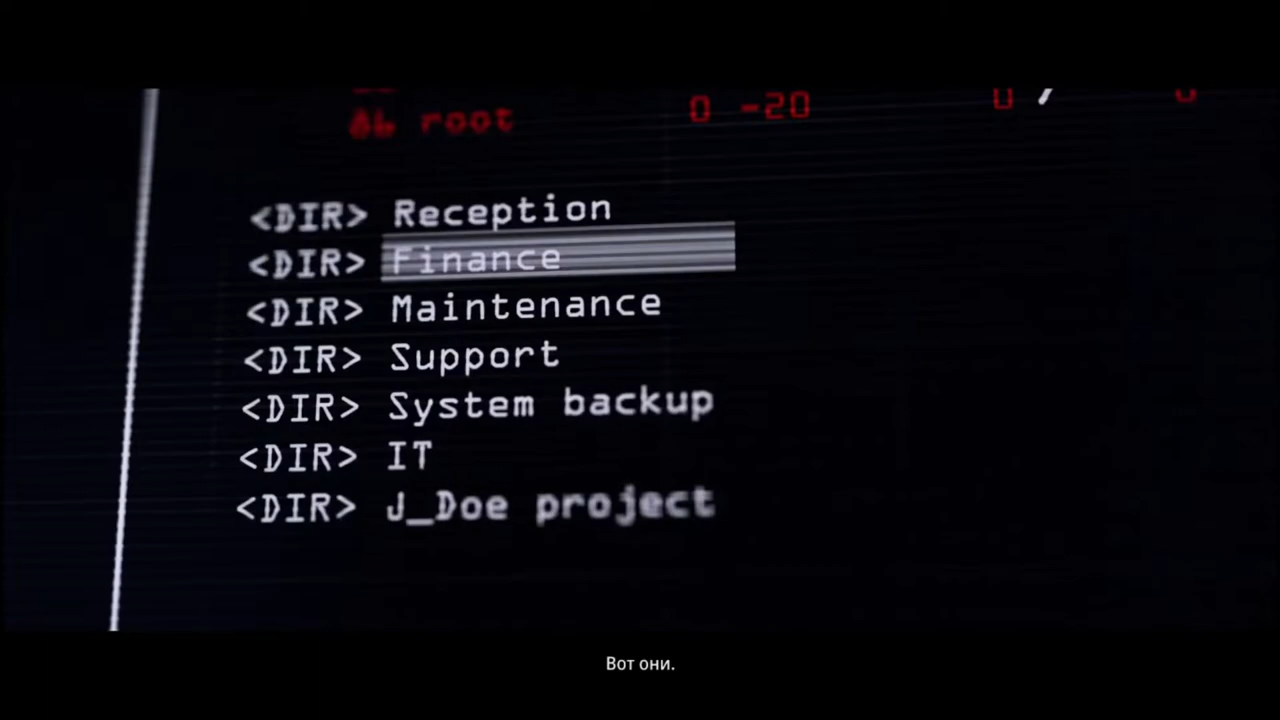 root 0 -20
<DIR> Reception
<DIR> Finance
<DIR> Maintenance
<DIR> Support
<DIR> System backup
<DIR> IT
<DIR> J_Doe project
Вот они.